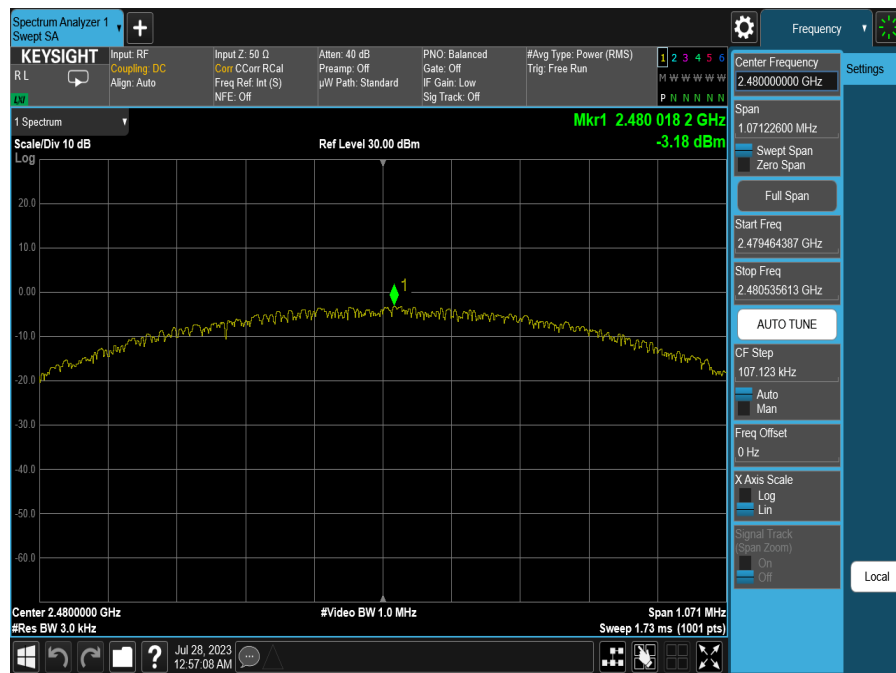 Spectrum Analyzer 1
Swept SA
+
Frequency
KEYSIGHT
R L
LXI
Input: RF
Coupling: DC
Align: Auto
Input Z: 50 Ω
Corr CCorr RCal
Freq Ref: Int (S)
NFE: Off
Atten: 40 dB
Preamp: Off
µW Path: Standard
PNO: Balanced
Gate: Off
IF Gain: Low
Sig Track: Off
#Avg Type: Power (RMS)
Trig: Free Run
1 2 3 4 5 6
M W W W W W
P N N N N N
1 Spectrum
Scale/Div 10 dB
Log
Ref Level 30.00 dBm
Mkr1 2.480 018 2 GHz
-3.18 dBm
20.0
10.0
0.00
-10.0
-20.0
-30.0
-40.0
-50.0
-60.0
1
Center 2.4800000 GHz
#Video BW 1.0 MHz
Span 1.071 MHz
#Res BW 3.0 kHz
Sweep 1.73 ms (1001 pts)
Center Frequency
2.480000000 GHz
Settings
Span
1.07122600 MHz
Swept Span
Zero Span
Full Span
Start Freq
2.479464387 GHz
Stop Freq
2.480535613 GHz
AUTO TUNE
CF Step
107.123 kHz
Auto
Man
Freq Offset
0 Hz
X Axis Scale
Log
Lin
Signal Track
(Span Zoom)
On
Off
Local
?
Jul 28, 2023
12:57:08 AM